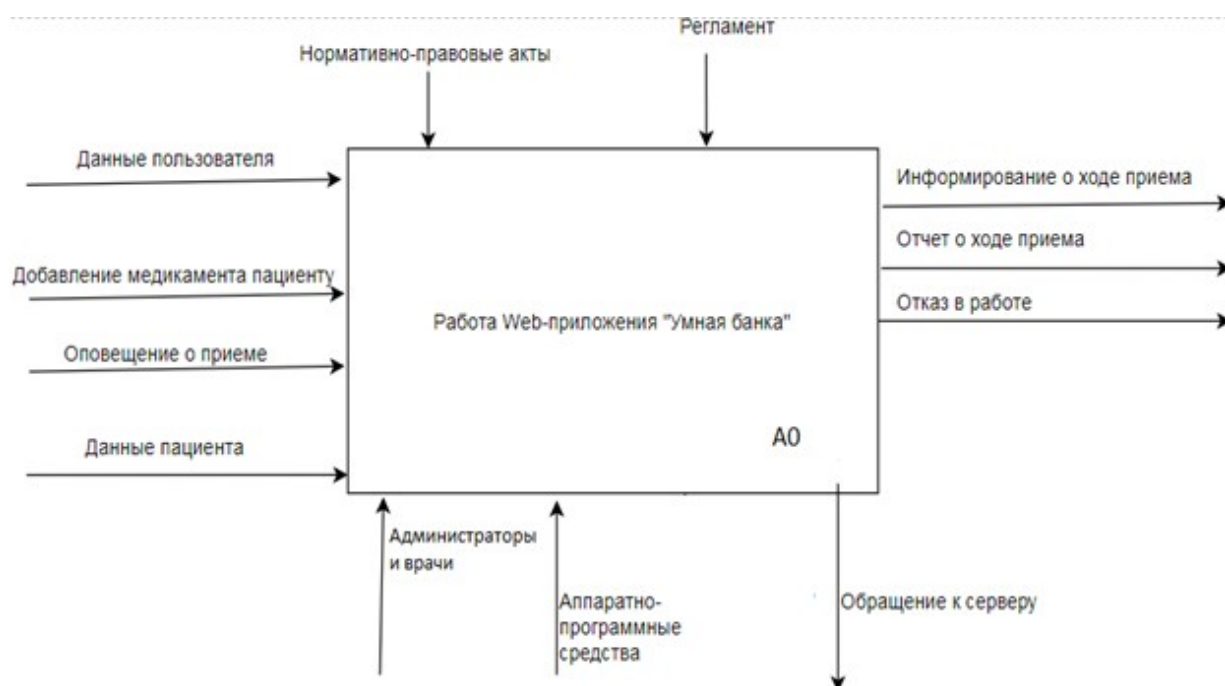 Регламент
Нормативно-правовые акты
Данные пользователя
Информирование о ходе приема
Отчет о ходе приема
Добавление медикамента пациенту
Отказ в работе
Работа Web-приложения "Умная банка"
Оповещение о приеме
Данные пациента
A0
Администраторы
и врачи
Аппаратно-
программные
средства
Обращение к серверу